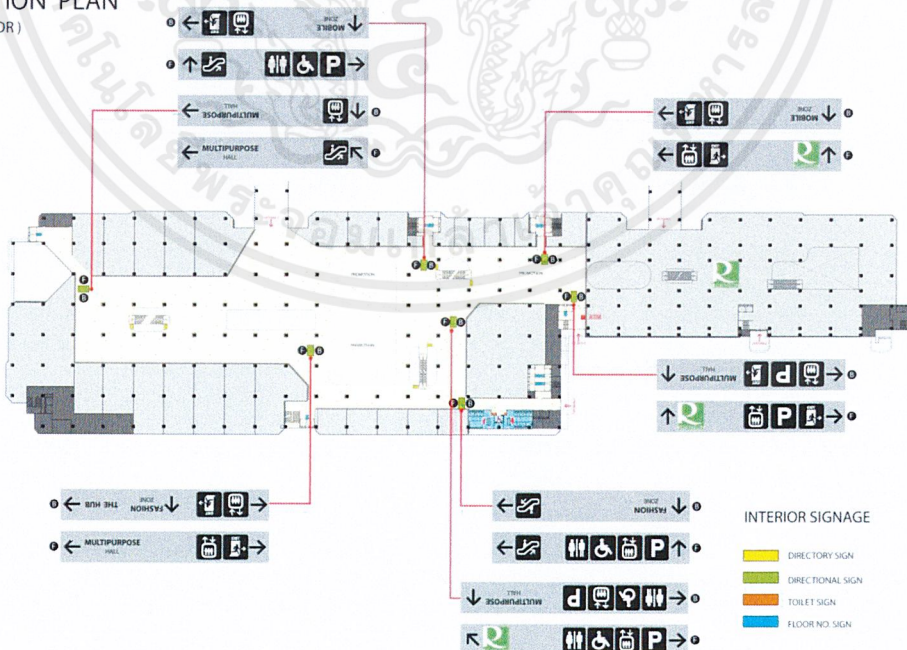 ION PLAN
OR )
B MOBILE ZONE
F P
MULTIPURPOSE HALL B
MULTIPURPOSE HALL F
MOBILE ZONE B
F
PROMOTION
PROMOTION
PROMOTION
F B
F B
F B
F B
F B
F B
F B
ATM
MULTIPURPOSE HALL P B
P F
B THE HUB FASHION ZONE
F MULTIPURPOSE HALL
FASHION ZONE B
P F
MULTIPURPOSE HALL P B
P F
INTERIOR SIGNAGE
DIRECTORY SIGN
DIRECTIONAL SIGN
TOILET SIGN
FLOOR NO. SIGN